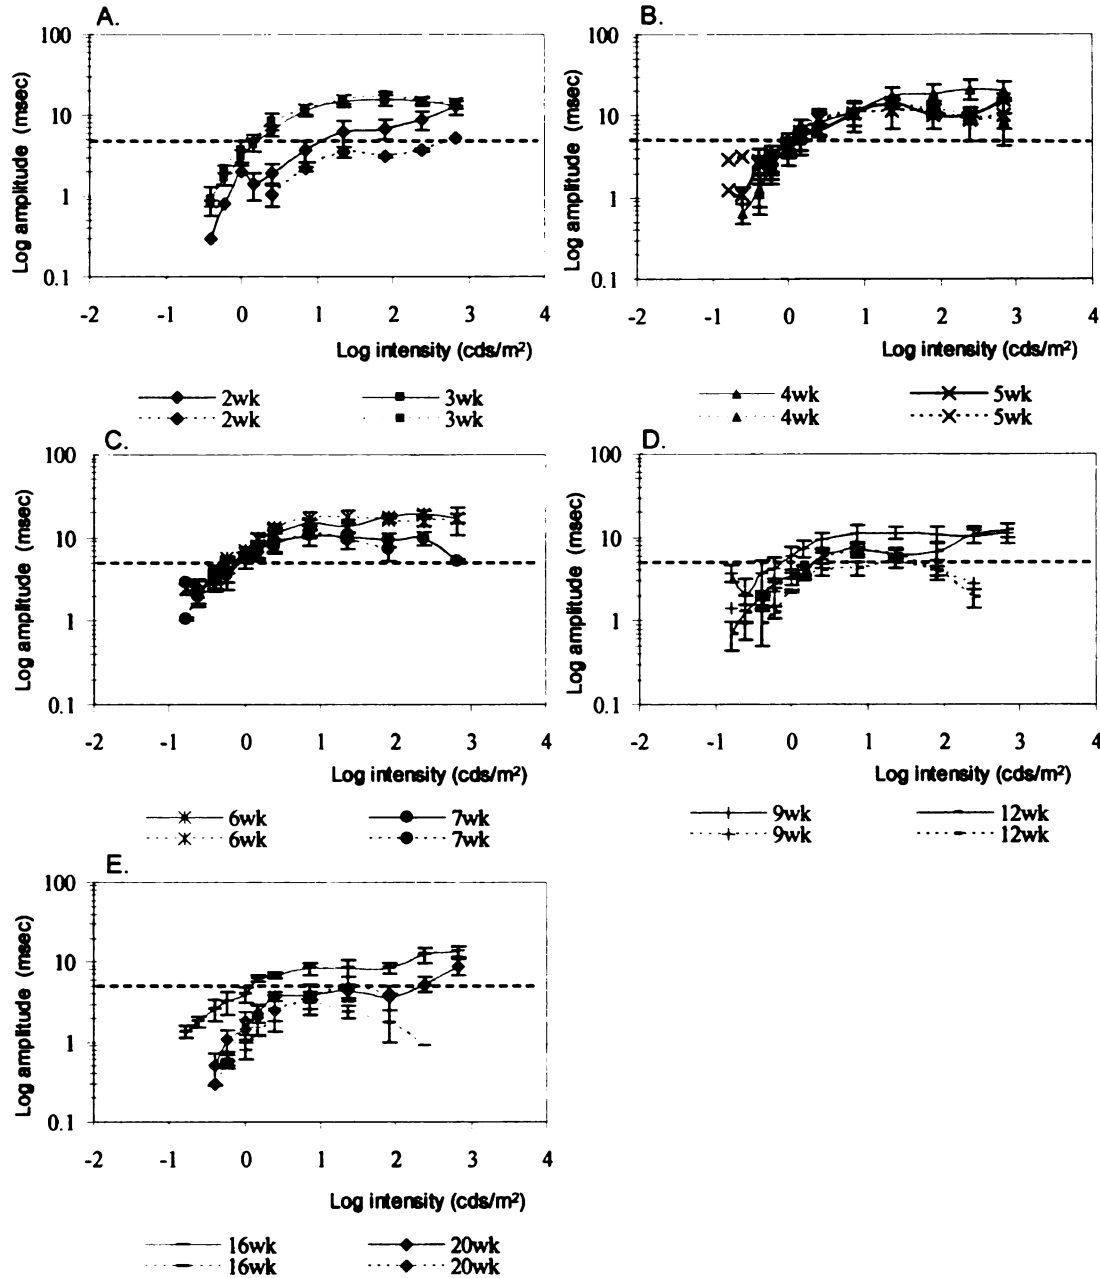 A.
B.
100
10
1
0.1
Log amplitude (msec)
-2 -1 0 1 2 3 4
Log intensity (cds/m²)
2wk 3wk
2wk 3wk
100
10
1
0.1
Log amplitude (msec)
-2 -1 0 1 2 3 4
Log intensity (cds/m²)
4wk 5wk
4wk 5wk
C.
D.
100
10
1
0.1
Log amplitude (msec)
-2 -1 0 1 2 3 4
Log intensity (cds/m²)
6wk 7wk
6wk 7wk
100
10
1
0.1
Log amplitude (msec)
-2 -1 0 1 2 3 4
Log intensity (cds/m²)
9wk 12wk
9wk 12wk
E.
100
10
1
0.1
Log amplitude (msec)
-2 -1 0 1 2 3 4
Log intensity (cds/m²)
16wk 20wk
16wk 20wk